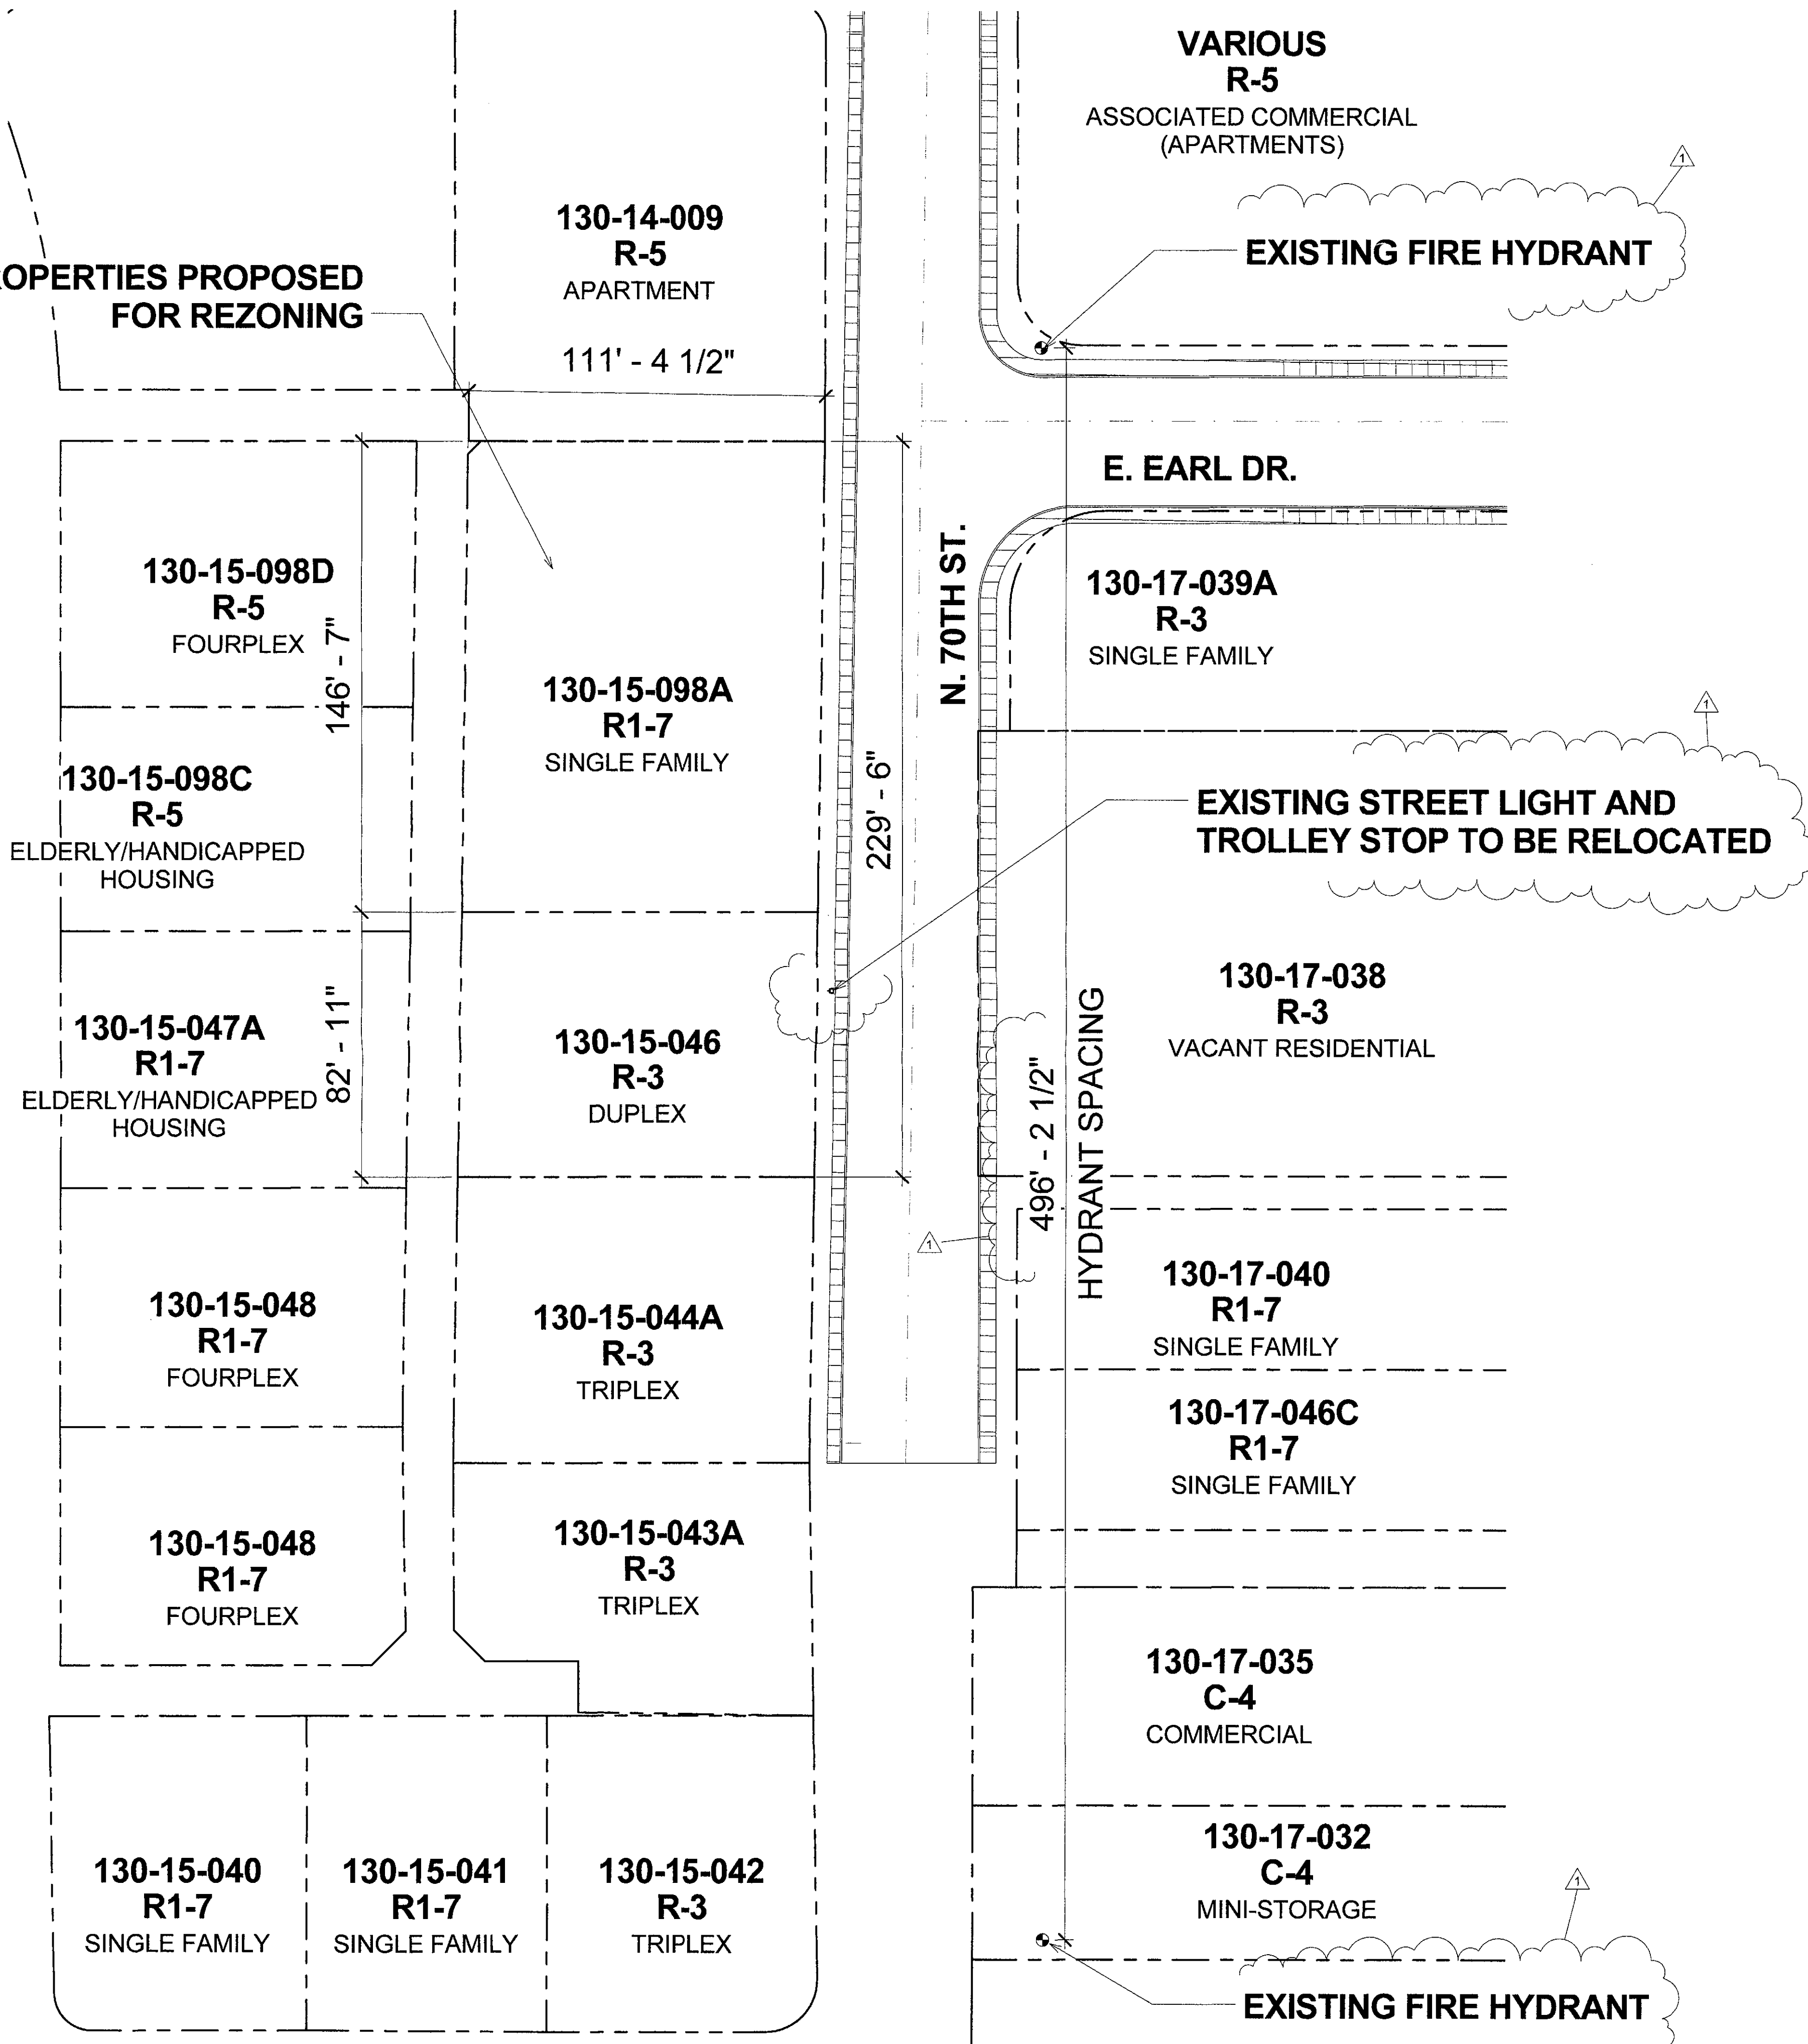 VARIOUS
R-5
ASSOCIATED COMMERCIAL
(APARTMENTS)
1
EXISTING FIRE HYDRANT
130-14-009
R-5
APARTMENT
111' - 4 1/2"
OPERTIES PROPOSED
FOR REZONING
E. EARL DR.
N. 70TH ST.
130-15-098D
R-5
FOURPLEX
146' - 7"
130-15-098A
R1-7
SINGLE FAMILY
229' - 6"
130-17-039A
R-3
SINGLE FAMILY
1
130-15-098C
R-5
ELDERLY/HANDICAPPED
HOUSING
EXISTING STREET LIGHT AND
TROLLEY STOP TO BE RELOCATED
130-15-047A
R1-7
ELDERLY/HANDICAPPED
HOUSING
82' - 11"
130-15-046
R-3
DUPLEX
130-17-038
R-3
VACANT RESIDENTIAL
496' - 2 1/2"
HYDRANT SPACING
1
130-15-048
R1-7
FOURPLEX
130-15-044A
R-3
TRIPLEX
130-17-040
R1-7
SINGLE FAMILY
130-17-046C
R1-7
SINGLE FAMILY
130-15-048
R1-7
FOURPLEX
130-15-043A
R-3
TRIPLEX
130-17-035
C-4
COMMERCIAL
130-15-040
R1-7
SINGLE FAMILY
130-15-041
R1-7
SINGLE FAMILY
130-15-042
R-3
TRIPLEX
130-17-032
C-4
MINI-STORAGE
1
EXISTING FIRE HYDRANT